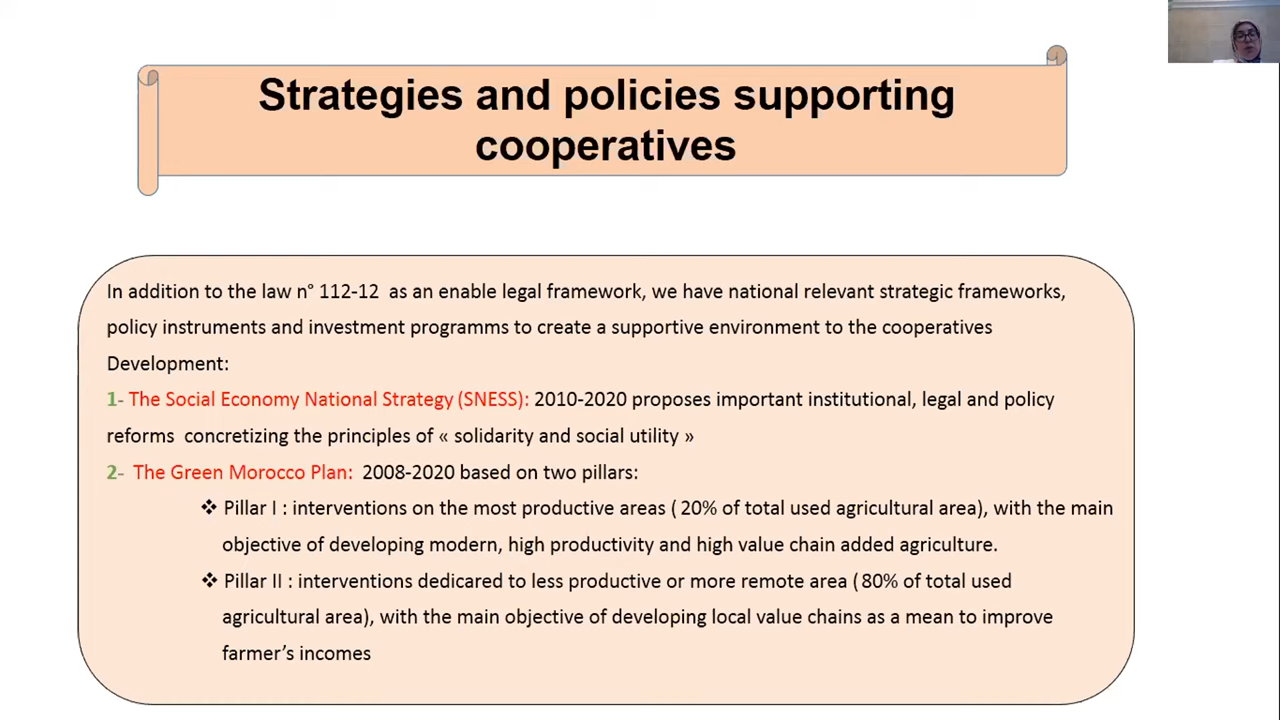 Strategies and policies supporting
cooperatives
In addition to the law n° 112-12 as an enable legal framework, we have national relevant strategic frameworks,
policy instruments and investment programms to create a supportive environment to the cooperatives
Development:
1- The Social Economy National Strategy (SNESS): 2010-2020 proposes important institutional, legal and policy
reforms concretizing the principles of « solidarity and social utility »
2- The Green Morocco Plan: 2008-2020 based on two pillars:
❖ Pillar I : interventions on the most productive areas ( 20% of total used agricultural area), with the main
objective of developing modern, high productivity and high value chain added agriculture.
❖ Pillar II : interventions dedicared to less productive or more remote area ( 80% of total used
agricultural area), with the main objective of developing local value chains as a mean to improve
farmer’s incomes